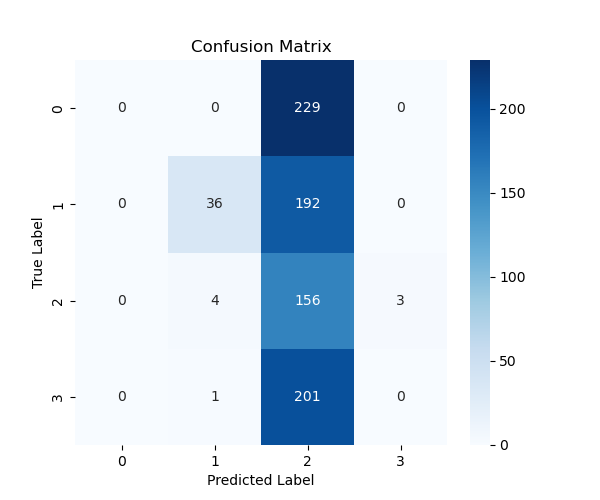 Confusion Matrix
0 0 0 229 0
1 0 36 192 0
2 0 4 156 3
3 0 1 201 0
0 1 2 3
True Label
Predicted Label
200
150
100
50
0